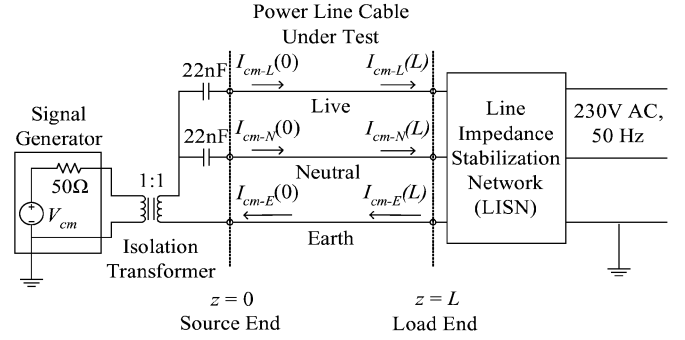 Power Line Cable
Under Test
22nF
I_cm-L(0)
I_cm-L(L)
Live
22nF
I_cm-N(0)
I_cm-N(L)
Neutral
I_cm-E(0)
I_cm-E(L)
Earth
Signal
Generator
50Ω
+
-
V_cm
1:1
Isolation
Transformer
Line
Impedance
Stabilization
Network
(LISN)
230V AC,
50 Hz
z = 0
Source End
z = L
Load End